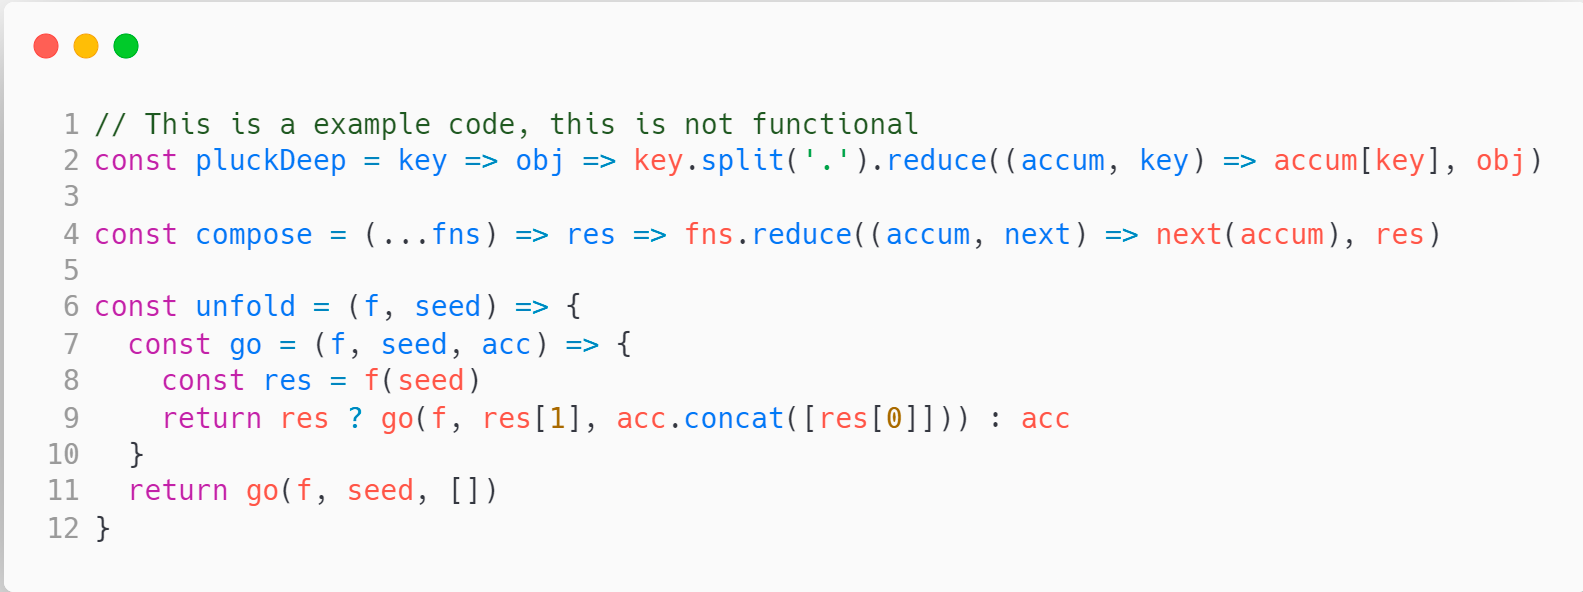 1 // This is a example code, this is not functional
2 const pluckDeep = key => obj => key.split('.').reduce((accum, key) => accum[key], obj)
3
4 const compose = (...fns) => res => fns.reduce((accum, next) => next(accum), res)
5
6 const unfold = (f, seed) => {
7   const go = (f, seed, acc) => {
8     const res = f(seed)
9     return res ? go(f, res[1], acc.concat([res[0]])) : acc
10   }
11   return go(f, seed, [])
12 }